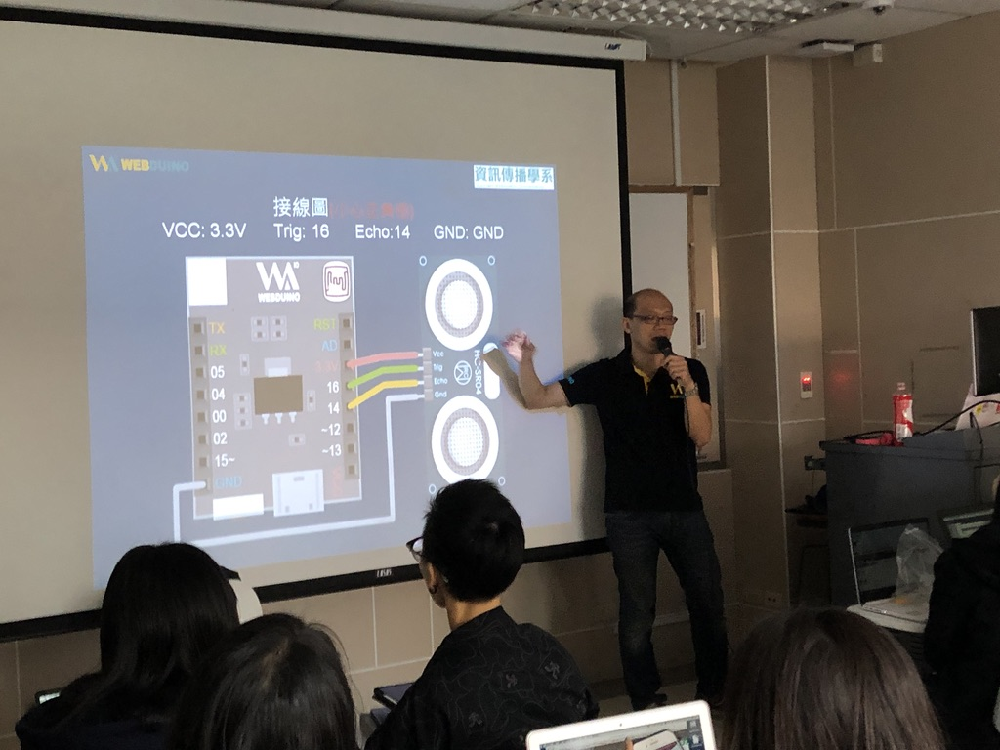 WEBDUINO
資訊傳播學系
接線圖
VCC: 3.3V Trig: 16 Echo:14 GND: GND
WEBDUINO
TX
RX
05
04
00
02
15~
GND
RST
AD
3.3V
16
14
~12
~13
Vcc
Trig
Echo
Gnd
HC-SR04